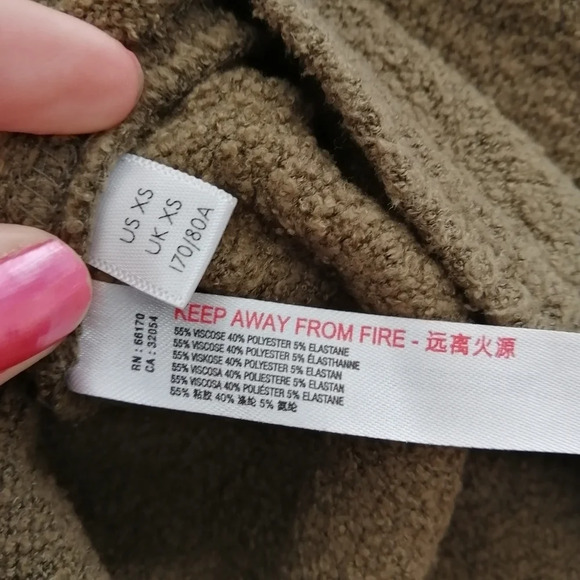 US XS
UK XS
170/80A
RN: 66170
CA: 32054
KEEP AWAY FROM FIRE - 远离火源
55% VISCOSE 40% POLYESTER 5% ELASTANE
55% VISCOSE 40% POLYESTER 5% ÉLASTHANNE
55% VISKOSE 40% POLYESTER 5% ELASTAN
55% VISCOSA 40% POLIESTERE 5% ELASTAN
55% VISCOSA 40% POLIÉSTER 5% ELASTANE
55% 粘胶 40% 涤纶 5% 氨纶